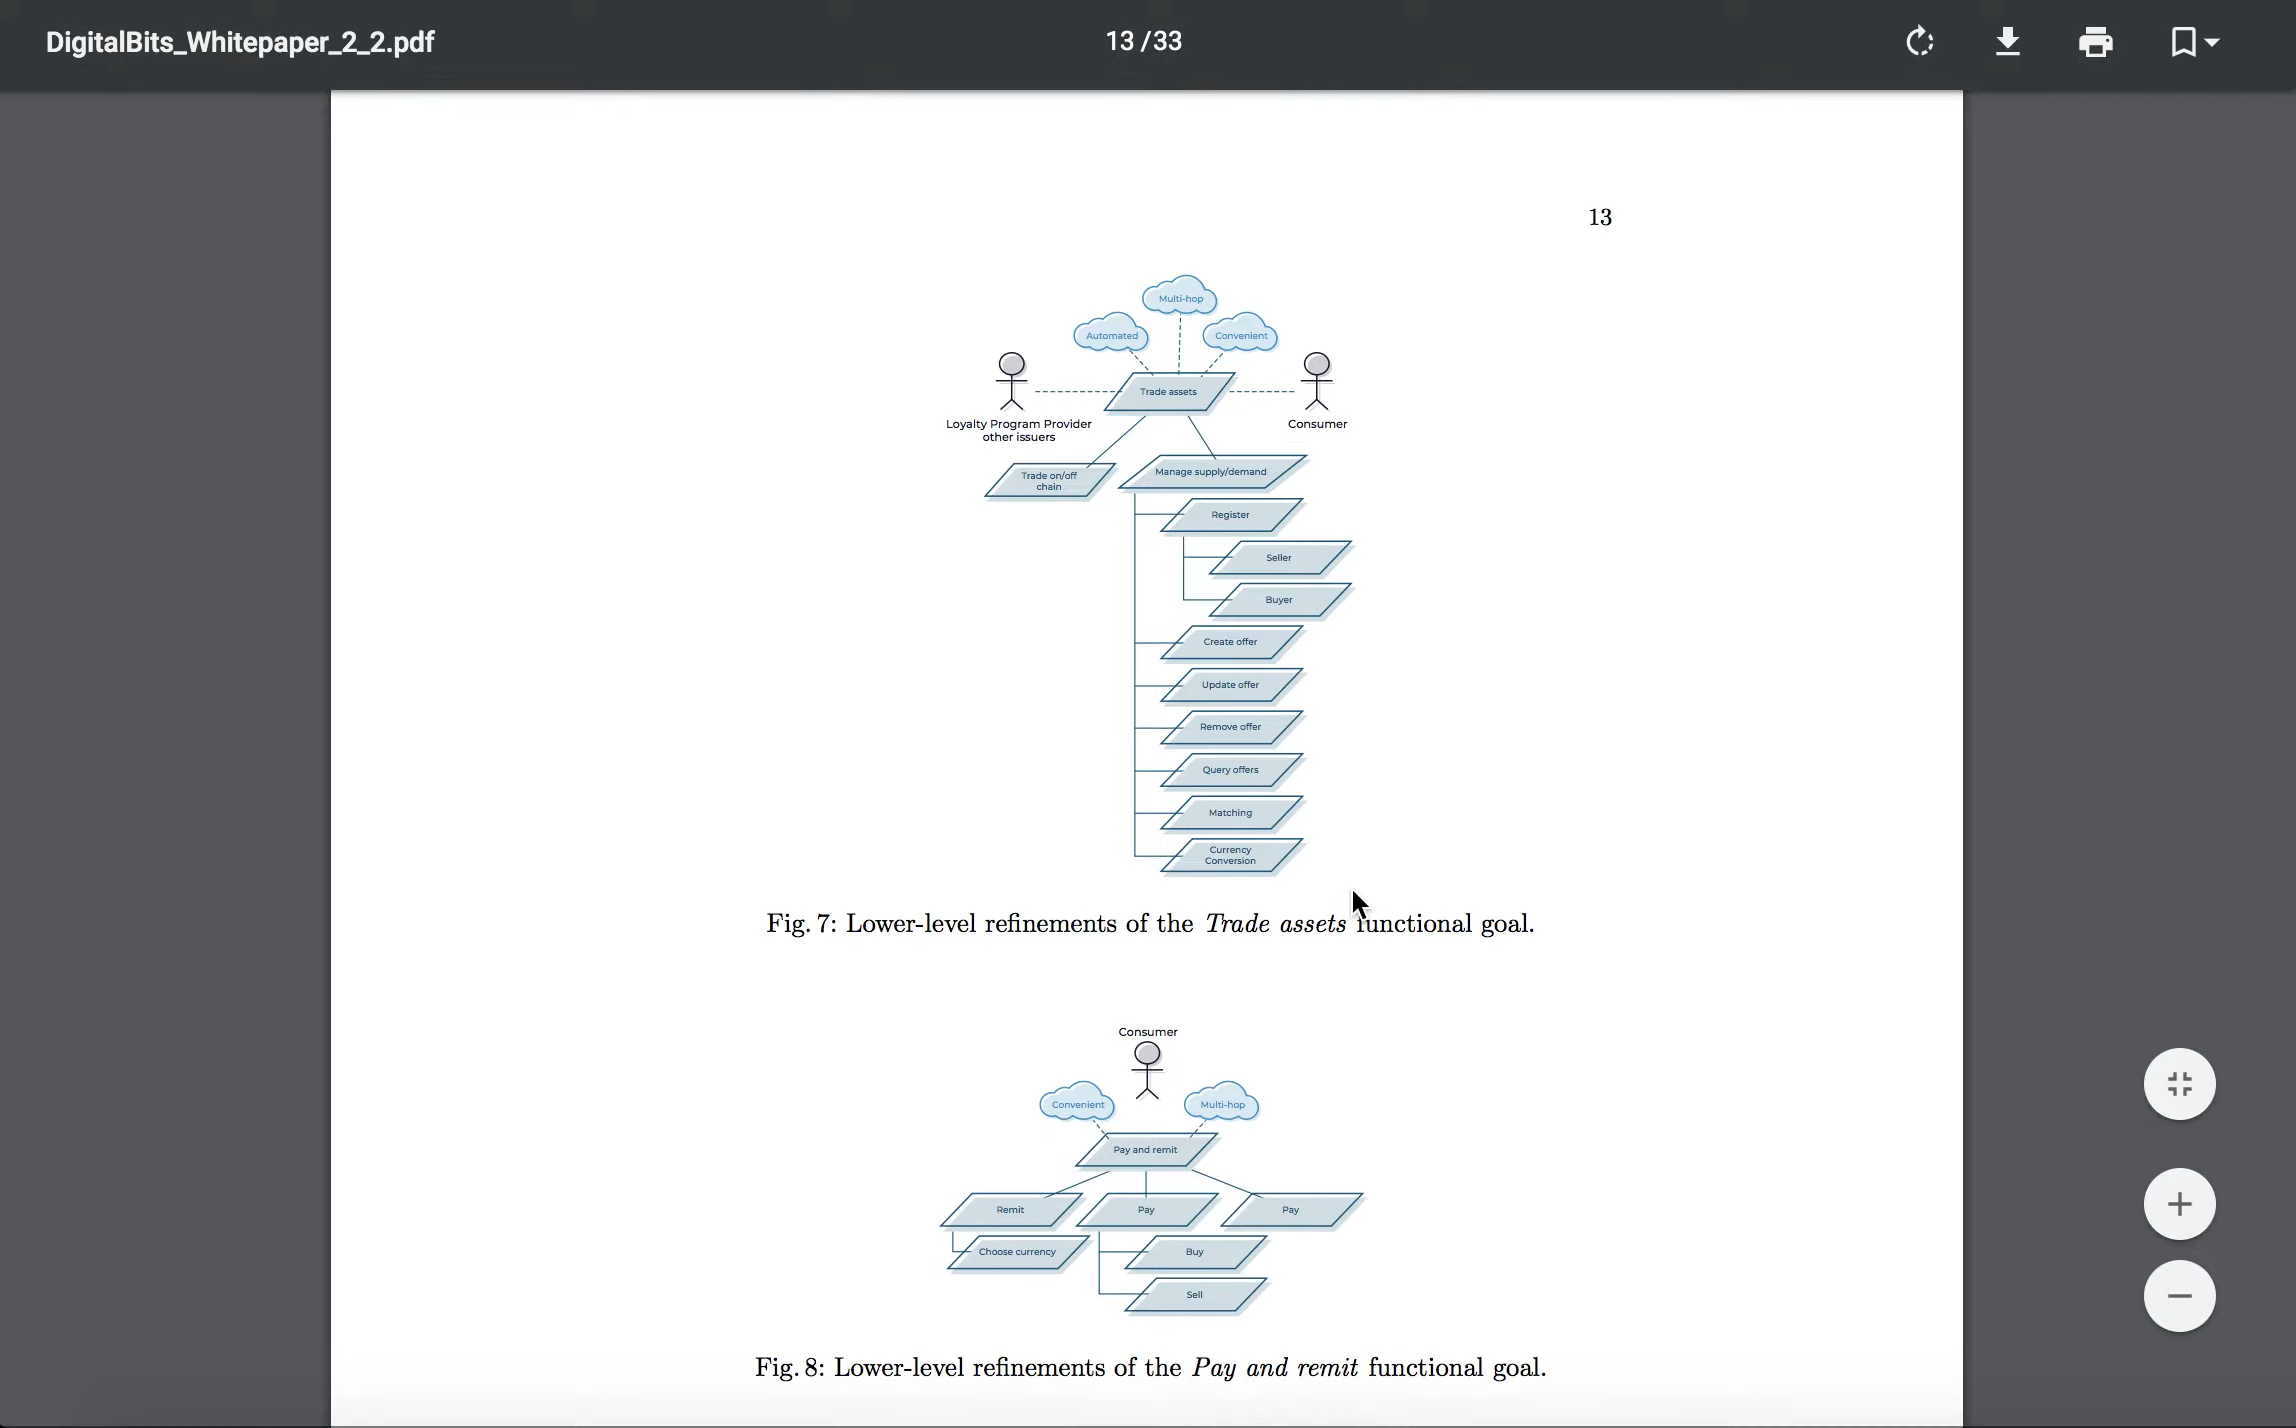 DigitalBits_Whitepaper_2_2.pdf
13 /33
13
Multi-hop
Automated
Convenient
Trade assets
Loyalty Program Provider
other issuers
Consumer
Trade on/off
chain
Manage supply/demand
Register
Seller
Buyer
Create offer
Update offer
Remove offer
Query offers
Matching
Currency
Conversion
Fig. 7: Lower-level refinements of the Trade assets functional goal.
Consumer
Convenient
Multi-hop
Pay and remit
Remit
Pay
Pay
Choose currency
Buy
Sell
Fig. 8: Lower-level refinements of the Pay and remit functional goal.